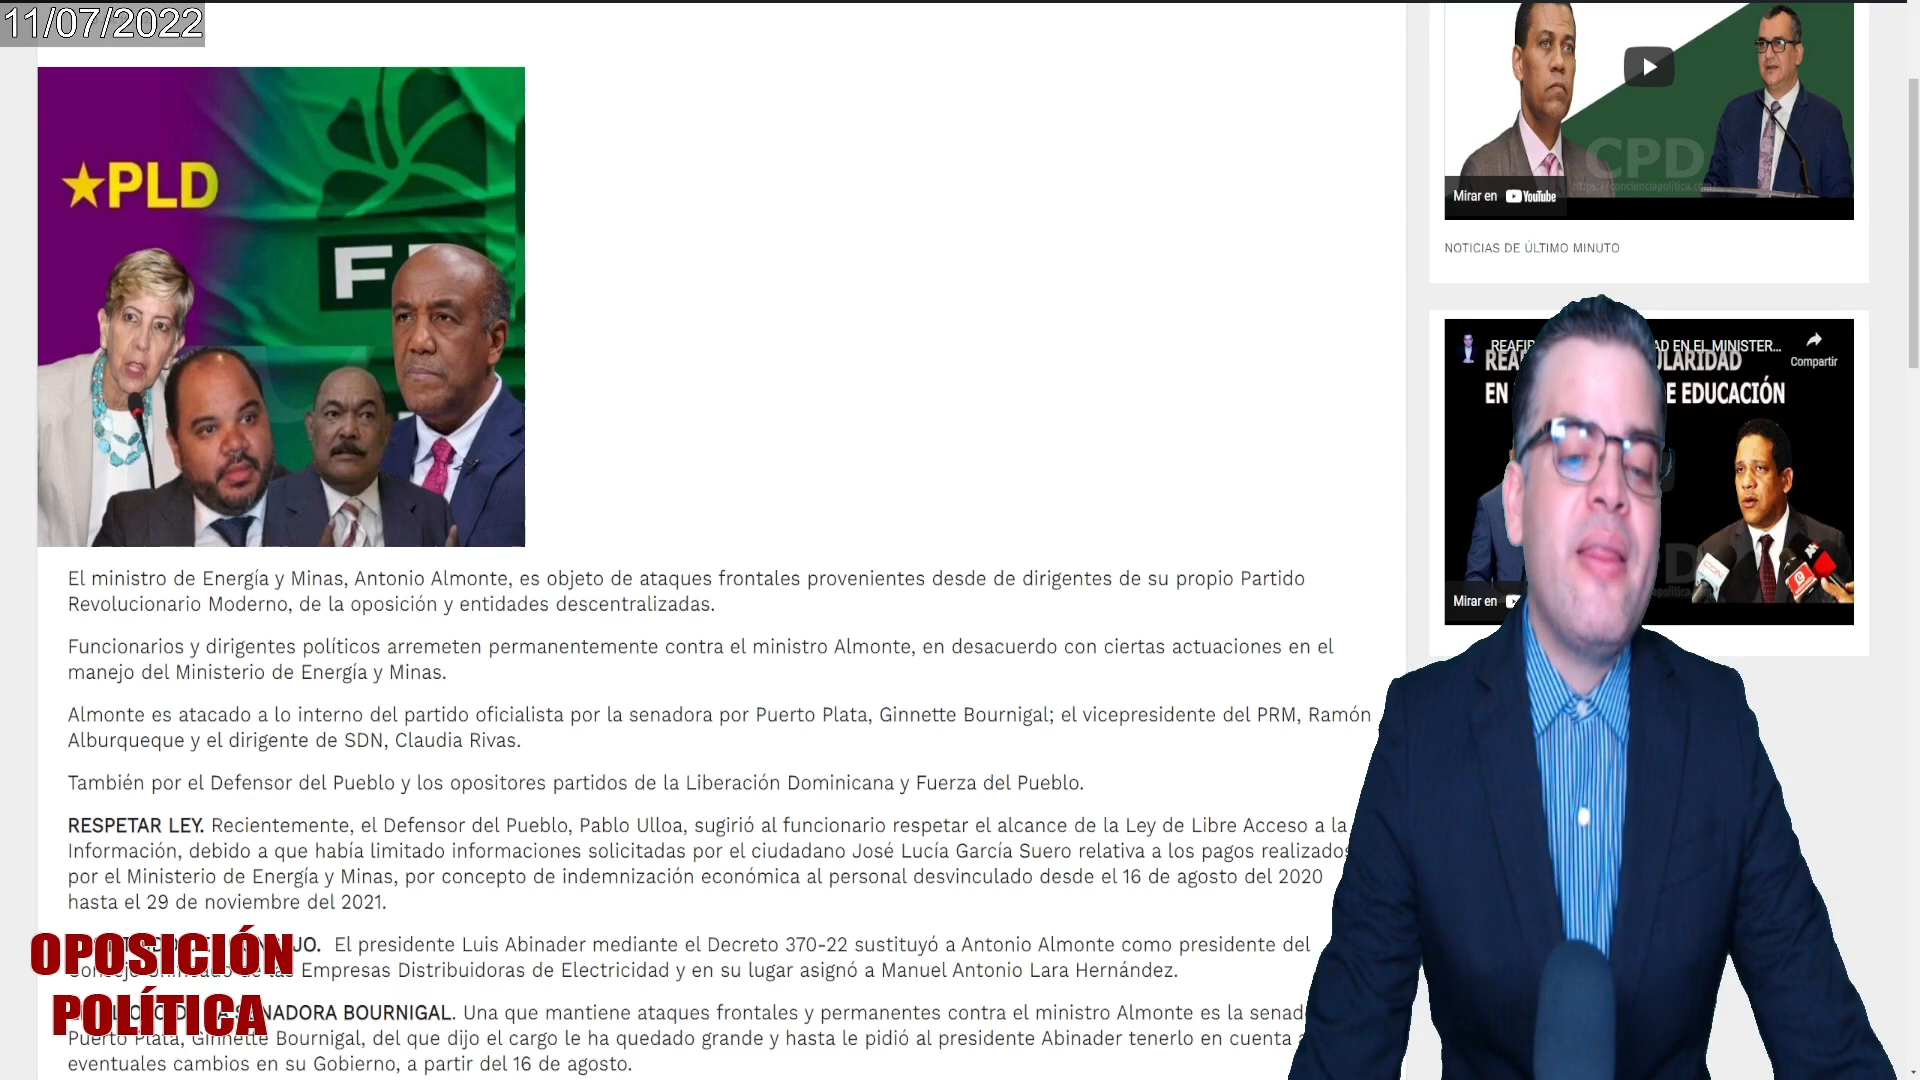 11/07/2022
★PLD
F
El ministro de Energía y Minas, Antonio Almonte, es objeto de ataques frontales provenientes desde de dirigentes de su propio Partido
Revolucionario Moderno, de la oposición y entidades descentralizadas.
Funcionarios y dirigentes políticos arremeten permanentemente contra el ministro Almonte, en desacuerdo con ciertas actuaciones en el
manejo del Ministerio de Energía y Minas.
Almonte es atacado a lo interno del partido oficialista por la senadora por Puerto Plata, Ginnette Bournigal; el vicepresidente del PRM, Ramón
Alburqueque y el dirigente de SDN, Claudia Rivas.
También por el Defensor del Pueblo y los opositores partidos de la Liberación Dominicana y Fuerza del Pueblo.
RESPETAR LEY. Recientemente, el Defensor del Pueblo, Pablo Ulloa, sugirió al funcionario respetar el alcance de la Ley de Libre Acceso a la
Información, debido a que había limitado informaciones solicitadas por el ciudadano José Lucía García Suero relativa a los pagos realizados
por el Ministerio de Energía y Minas, por concepto de indemnización económica al personal desvinculado desde el 16 de agosto del 2020
hasta el 29 de noviembre del 2021.
El presidente Luis Abinader mediante el Decreto 370-22 sustituyó a Antonio Almonte como presidente del
Empresas Distribuidoras de Electricidad y en su lugar asignó a Manuel Antonio Lara Hernández.
SENADORA BOURNIGAL. Una que mantiene ataques frontales y permanentes contra el ministro Almonte es la
Puerto Plata, Ginnette Bournigal, del que dijo el cargo le ha quedado grande y hasta le pidió al presidente Abinader tenerlo en cuenta
eventuales cambios en su Gobierno, a partir del 16 de agosto.
OPOSICIÓN
POLÍTICA
CPD
https://concienciapolitica.com
Mirar en YouTube
NOTICIAS DE ÚLTIMO MINUTO
EN EL MINISTER...
Compartir
EN DE EDUCACIÓN
Mirar en